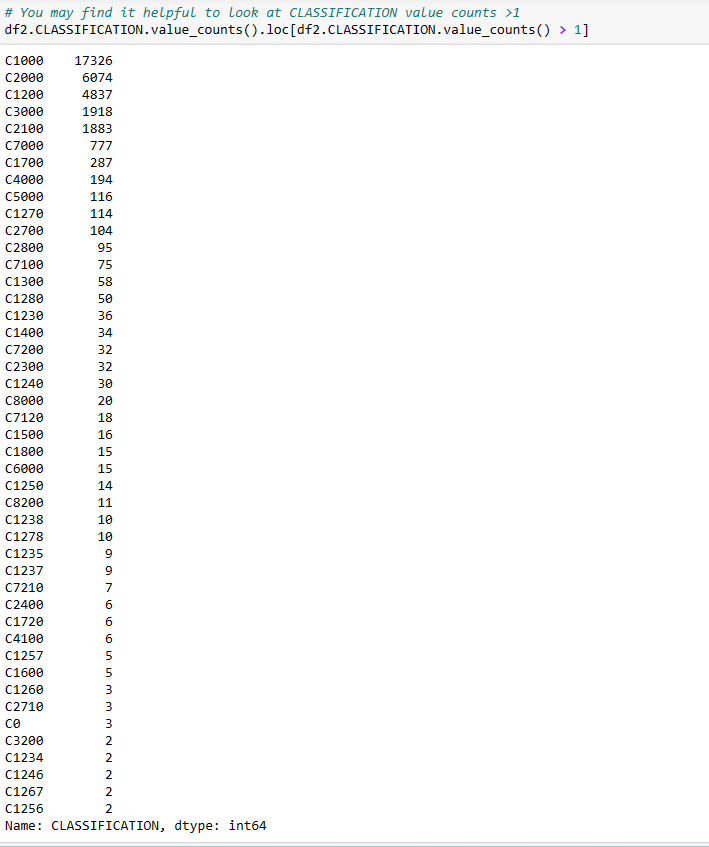 # You may find it helpful to look at CLASSIFICATION value counts >1
df2.CLASSIFICATION.value_counts().loc[df2.CLASSIFICATION.value_counts() > 1]
C1000    17326
C2000     6074
C1200     4837
C3000     1918
C2100     1883
C7000      777
C1700      287
C4000      194
C5000      116
C1270      114
C2700      104
C2800       95
C7100       75
C1300       58
C1280       50
C1230       36
C1400       34
C7200       32
C2300       32
C1240       30
C8000       20
C7120       18
C1500       16
C1800       15
C6000       15
C1250       14
C8200       11
C1238       10
C1278       10
C1235        9
C1237        9
C7210        7
C2400        6
C1720        6
C4100        6
C1257        5
C1600        5
C1260        3
C2710        3
C0           3
C3200        2
C1234        2
C1246        2
C1267        2
C1256        2
Name: CLASSIFICATION, dtype: int64